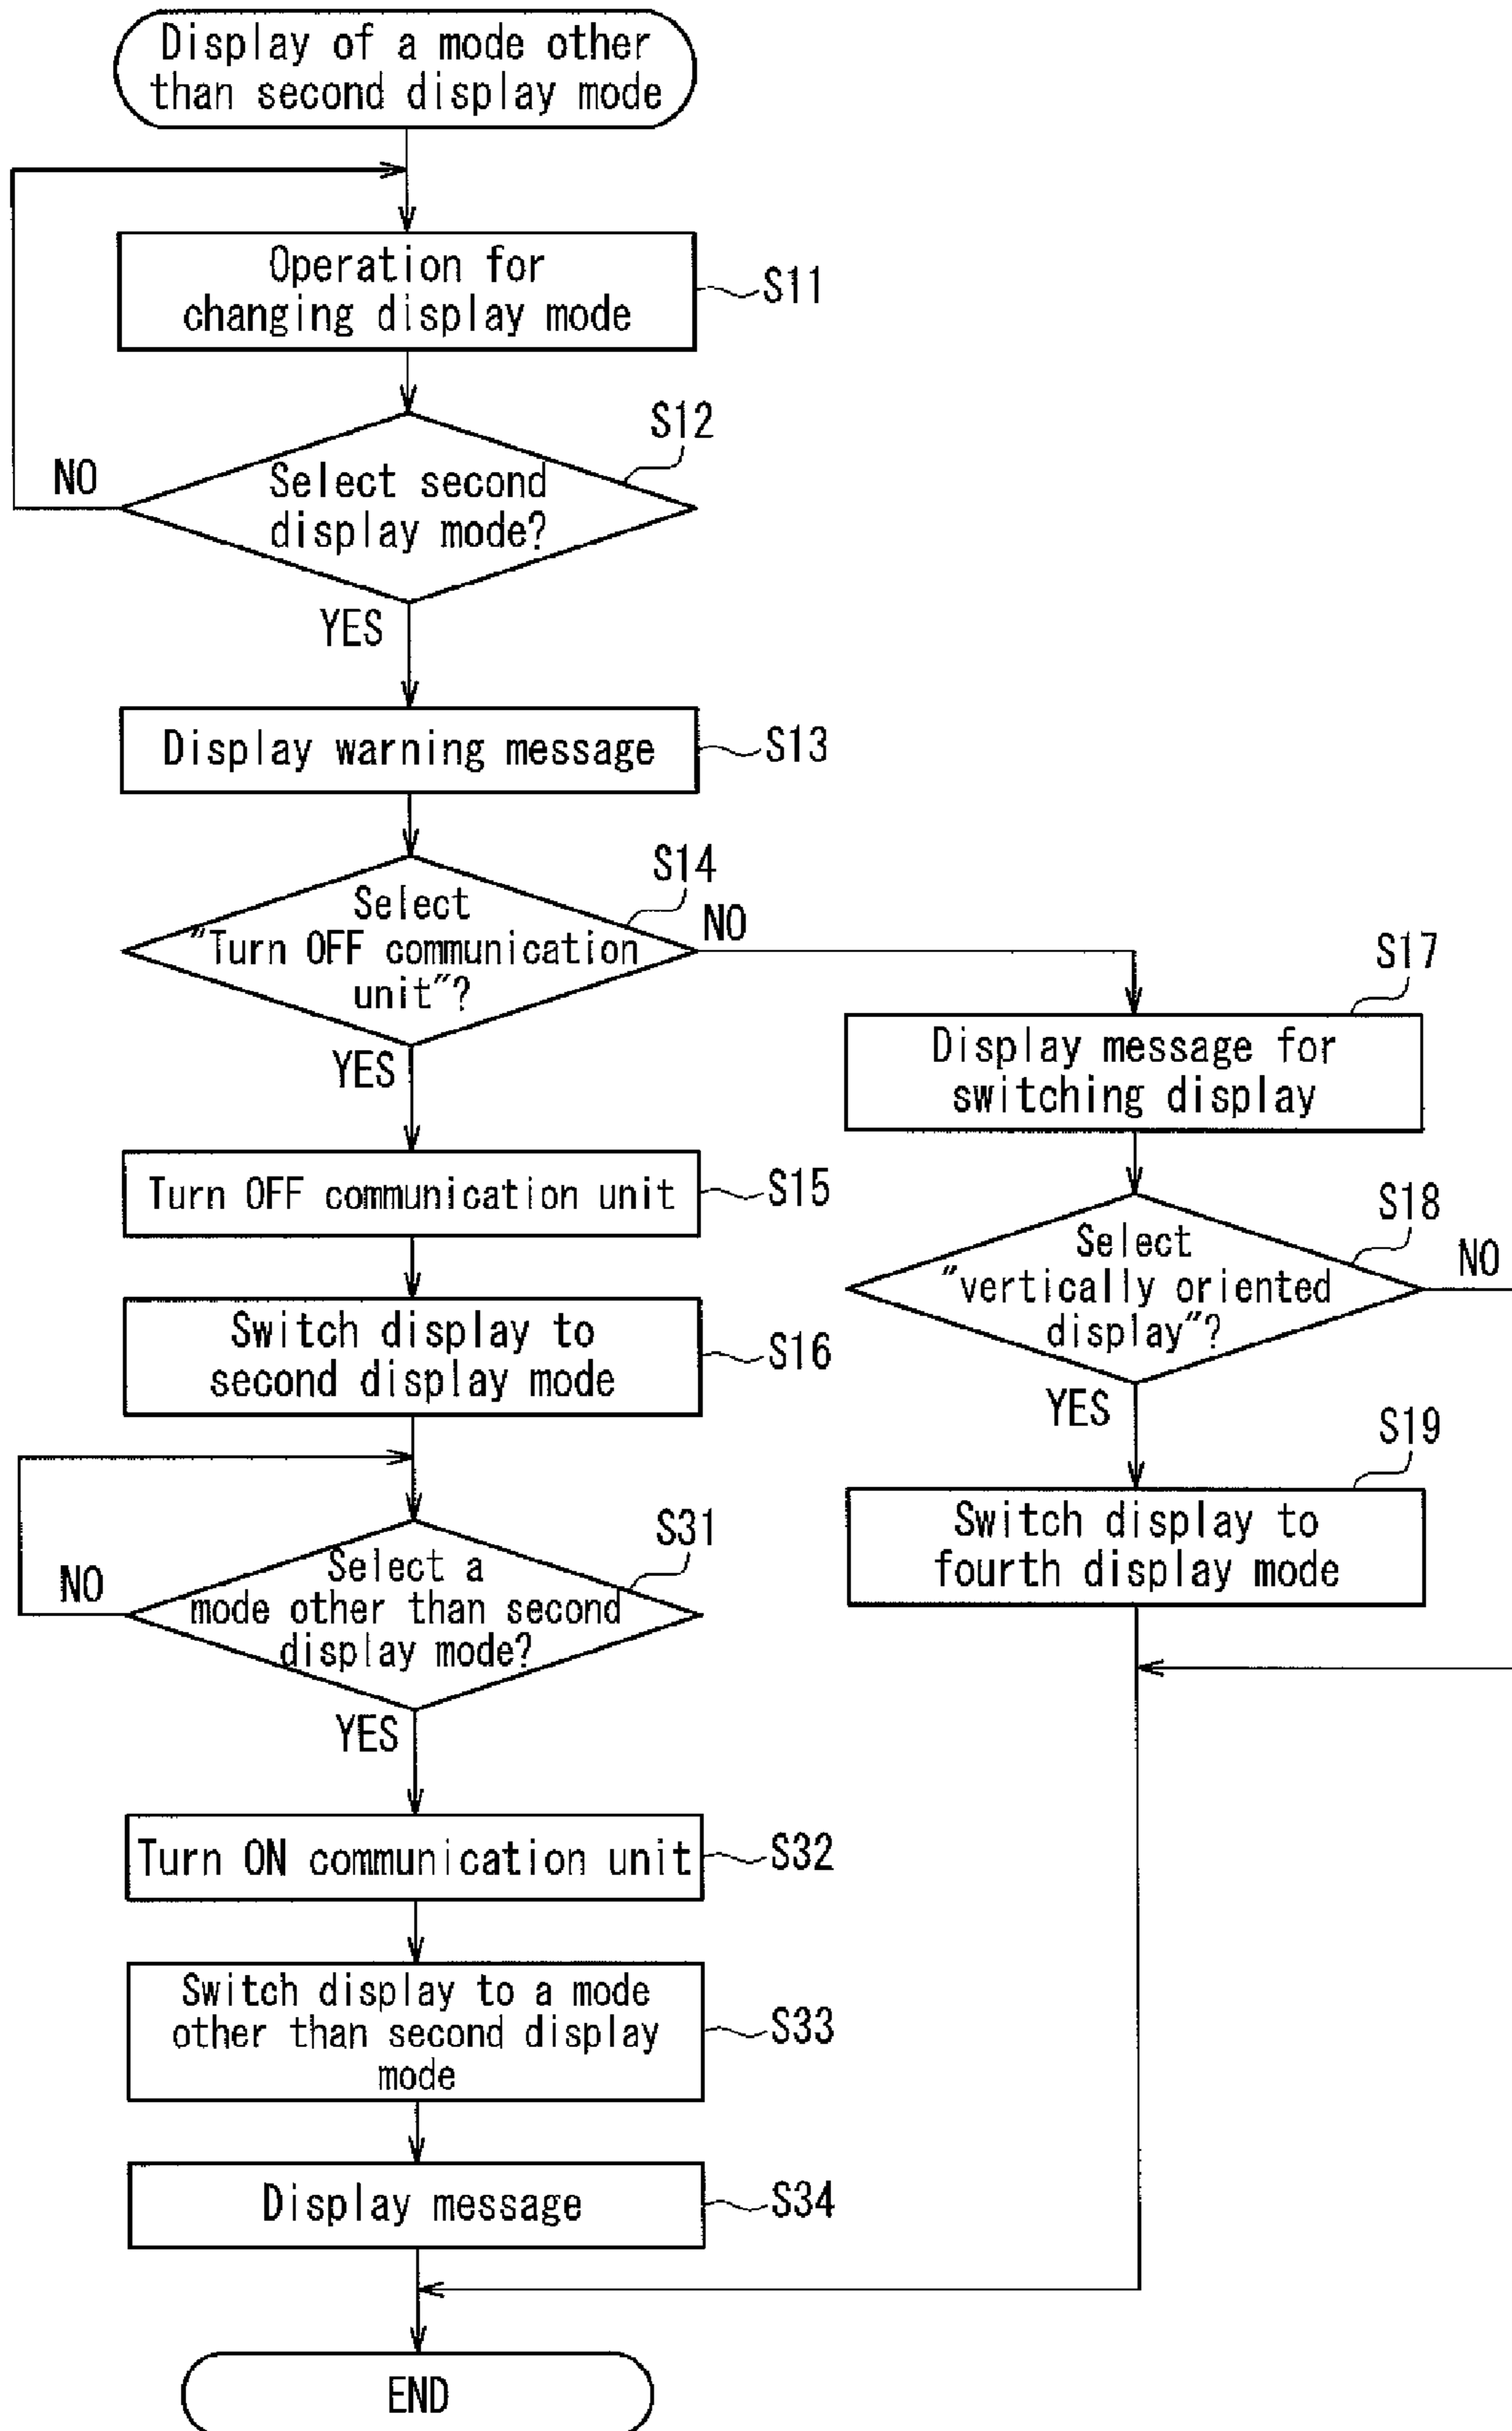 Display of a mode other
than second display mode
Operation for
changing display mode
S11
S12
NO
Select second
display mode?
YES
Display warning message
S13
S14
Select
"Turn OFF communication
unit"?
NO
YES
S17
Display message for
switching display
Turn OFF communication unit
S15
S18
Select
"vertically oriented
display"?
NO
YES
Switch display to
second display mode
S16
S19
Switch display to
fourth display mode
S31
Select a
mode other than second
display mode?
NO
YES
Turn ON communication unit
S32
Switch display to a mode
other than second display
mode
S33
Display message
S34
END